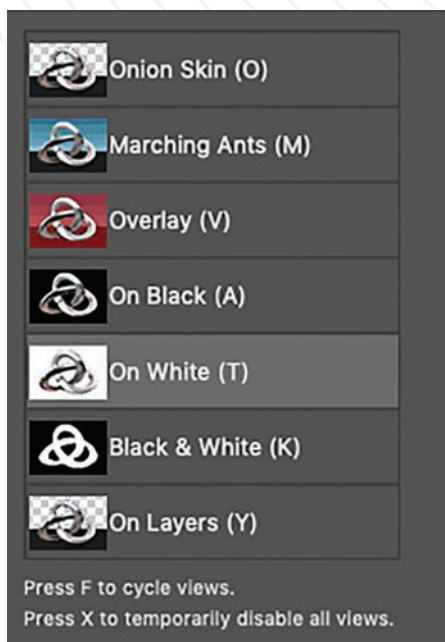 Onion Skin (O)
Marching Ants (M)
Overlay (V)
On Black (A)
On White (T)
Black & White (K)
On Layers (Y)
Press F to cycle views.
Press X to temporarily disable all views.